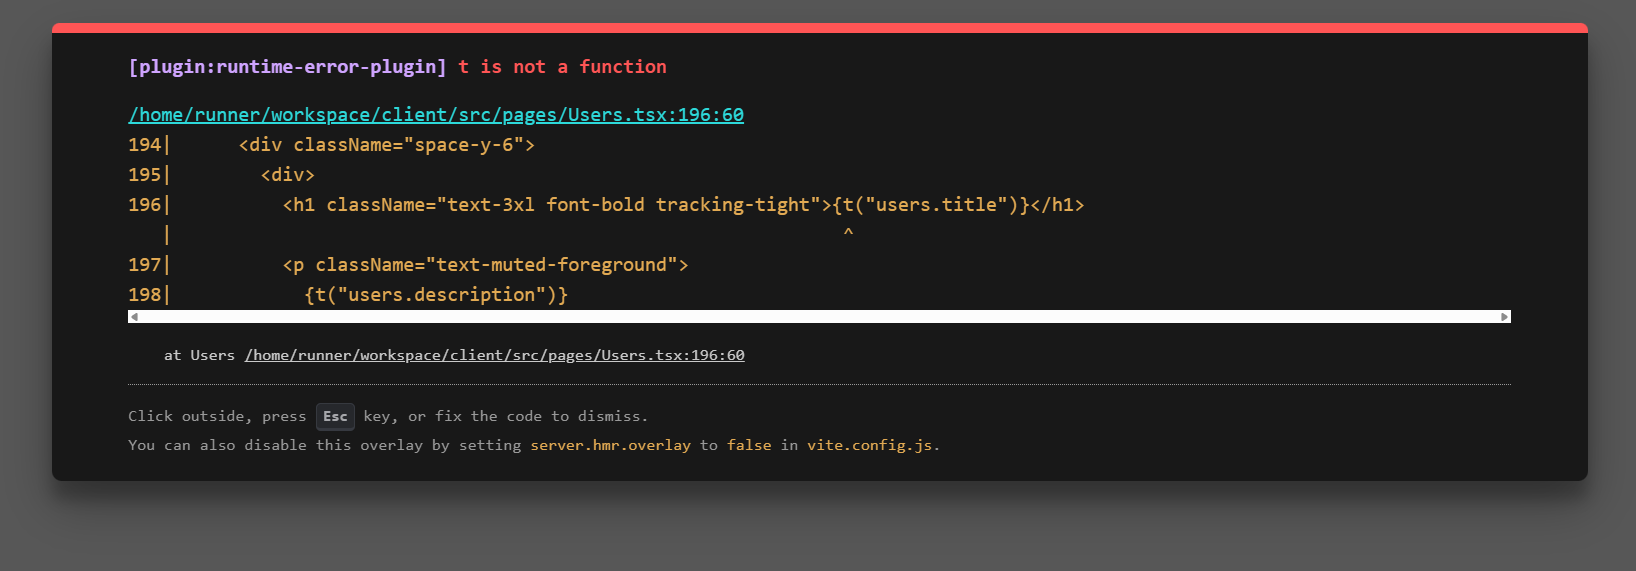 [plugin:runtime-error-plugin] t is not a function
/home/runner/workspace/client/src/pages/Users.tsx:196:60
194|      <div className="space-y-6">
195|        <div>
196|          <h1 className="text-3xl font-bold tracking-tight">{t("users.title")}</h1>
   |                                                             ^
197|          <p className="text-muted-foreground">
198|            {t("users.description")}
at Users /home/runner/workspace/client/src/pages/Users.tsx:196:60
Click outside, press Esc key, or fix the code to dismiss.
You can also disable this overlay by setting server.hmr.overlay to false in vite.config.js.